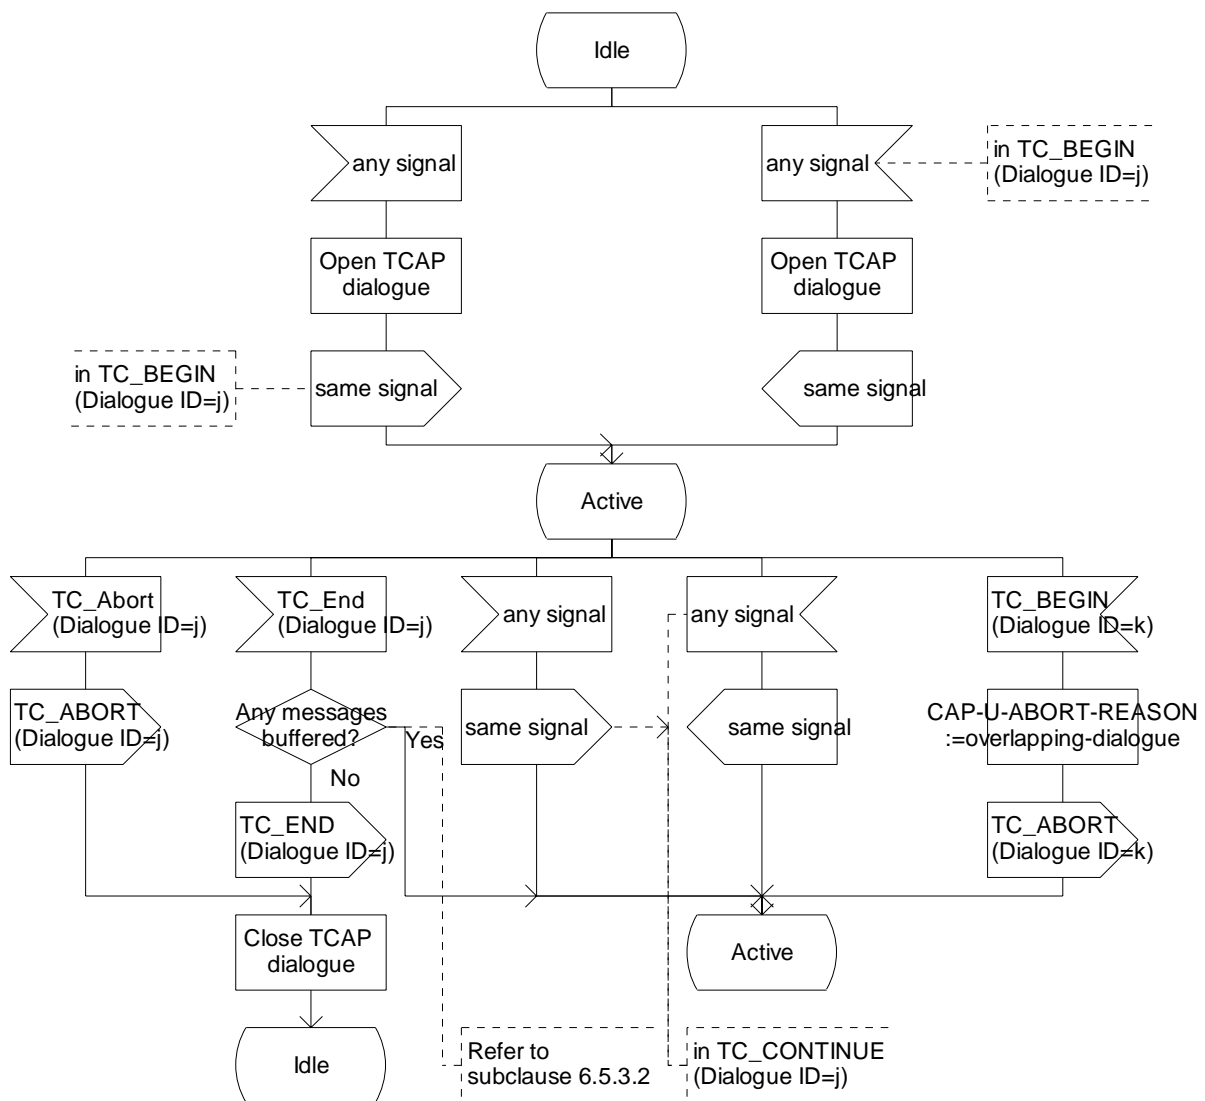 Idle
any signal
any signal
in TC_BEGIN
(Dialogue ID=j)
Open TCAP
dialogue
Open TCAP
dialogue
in TC_BEGIN
(Dialogue ID=j)
same signal
same signal
Active
TC_Abort
(Dialogue ID=j)
TC_End
(Dialogue ID=j)
any signal
any signal
TC_BEGIN
(Dialogue ID=k)
TC_ABORT
(Dialogue ID=j)
Any messages
buffered?
Yes
No
same signal
same signal
CAP-U-ABORT-REASON
:=overlapping-dialogue
TC_END
(Dialogue ID=j)
TC_ABORT
(Dialogue ID=k)
Close TCAP
dialogue
Active
Idle
Refer to
subclause 6.5.3.2
in TC_CONTINUE
(Dialogue ID=j)